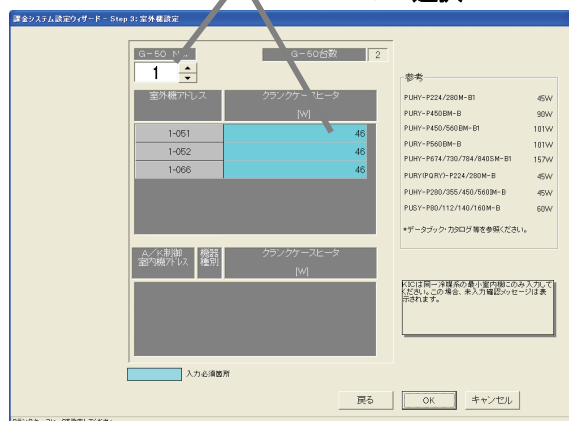 選択
課金システム設定ウィザード - Step 3: 室外機設定
G-50 N
G-50台数 2
1
室外機アドレス
クランクケースヒータ
[W]
1-051 46
1-052 46
1-066 46
A/K制御
室内機アドレス
機器
種別
クランクケースヒータ
[W]
入力必須箇所
参考
PUHY-P224/280M-B1 45W
PURY-P450BM-B 90W
PUHY-P450/560BM-B1 101W
PURY-P560BM-B 101W
PUHY-P674/730/784/840SM-B1 157W
PURY(PQRY)-P224/280M-B 45W
PUHY-P280/355/450/560BM-B 45W
PUSY-P80/112/140/160M-B 60W
*データブック・カタログ等を参照ください。
KICは同一冷媒系の最小室内機にのみ入力して
ください。この場合、未入力確認メッセージは表
示されます。
戻る
OK
キャンセル